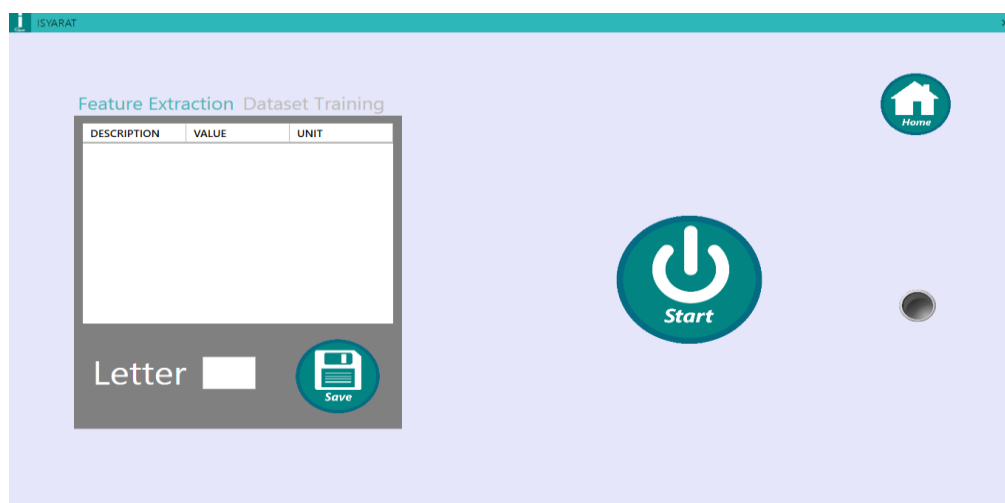 ISYARAT
Feature Extraction Dataset Training
DESCRIPTION VALUE UNIT
Home
Start
Letter
Save